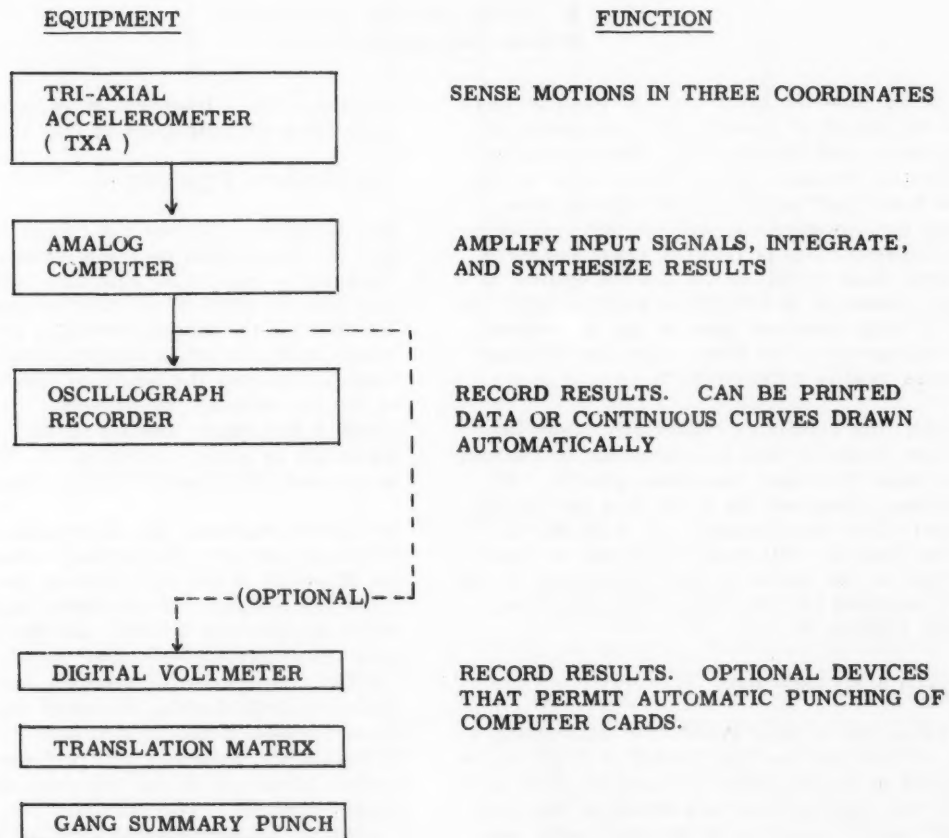 EQUIPMENT
FUNCTION
TRI-AXIAL
ACCELEROMETER
( TXA )
SENSE MOTIONS IN THREE COORDINATES
AMALOG
COMPUTER
AMPLIFY INPUT SIGNALS, INTEGRATE,
AND SYNTHESIZE RESULTS
OSCILLOGRAPH
RECORDER
RECORD RESULTS. CAN BE PRINTED
DATA OR CONTINUOUS CURVES DRAWN
AUTOMATICALLY
(OPTIONAL)
DIGITAL VOLTMETER
RECORD RESULTS. OPTIONAL DEVICES
THAT PERMIT AUTOMATIC PUNCHING OF
COMPUTER CARDS.
TRANSLATION MATRIX
GANG SUMMARY PUNCH